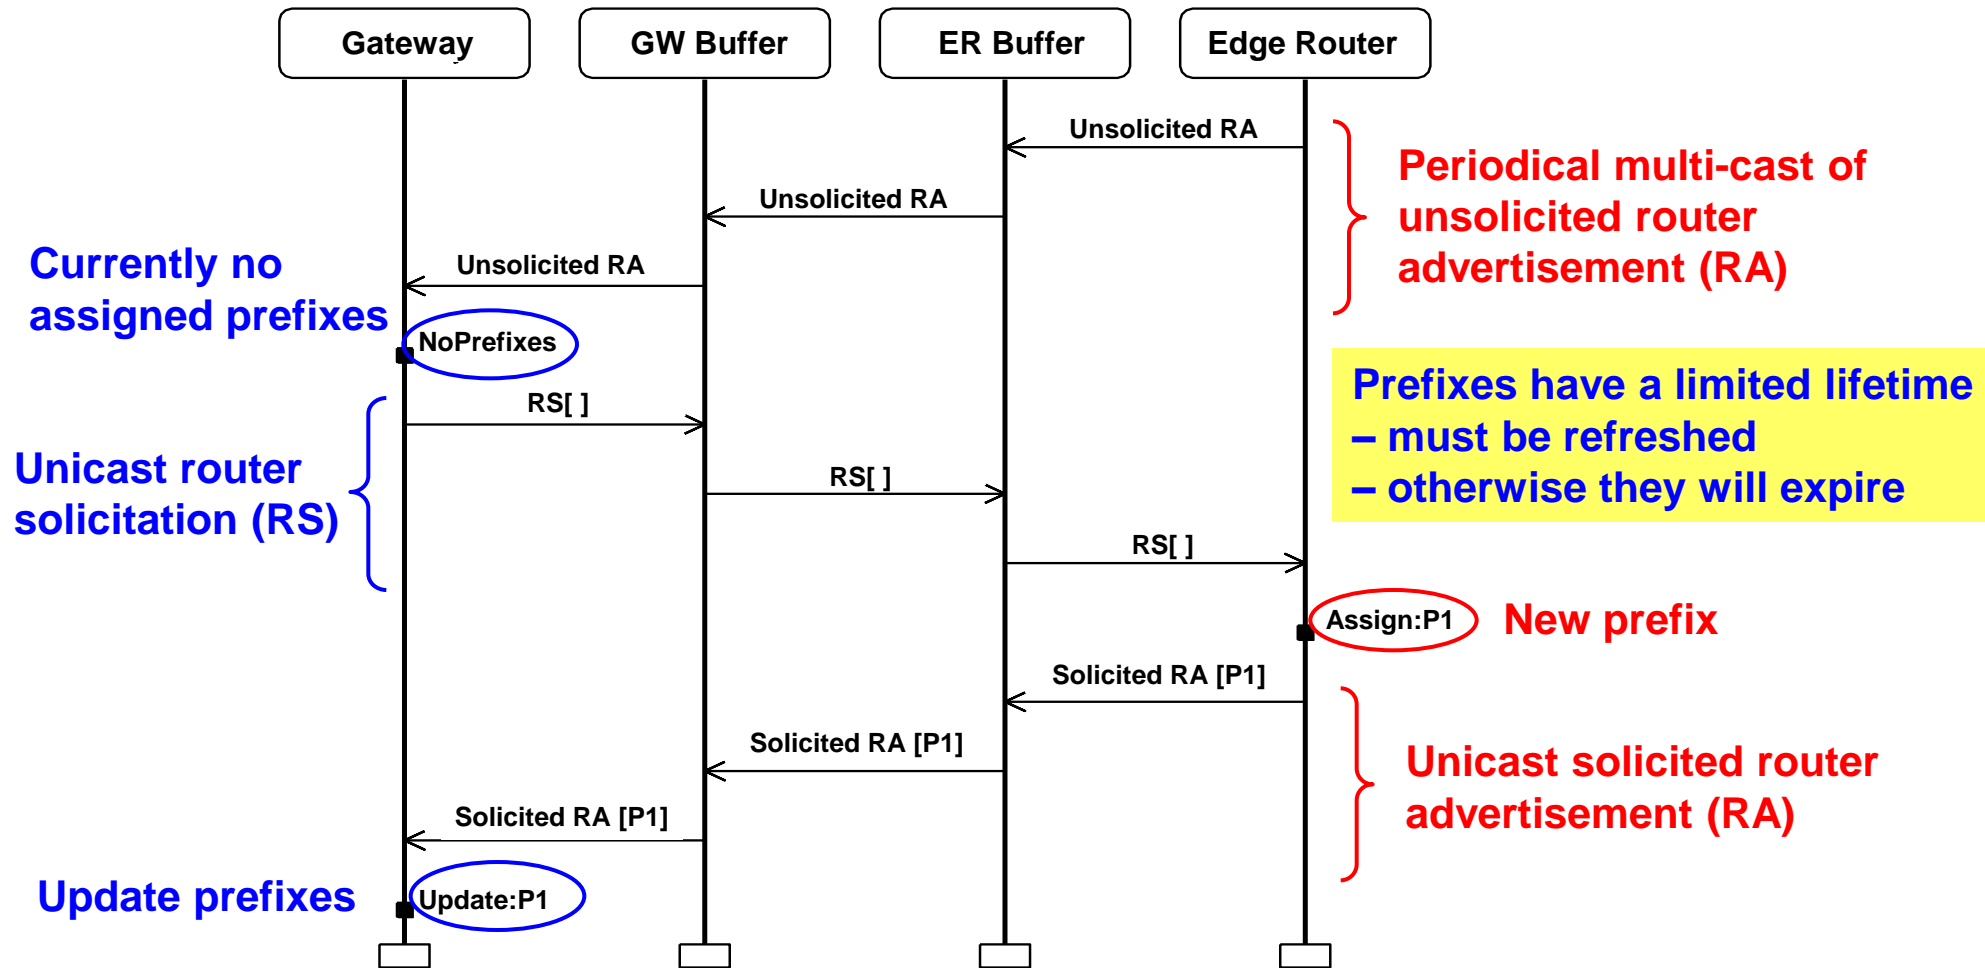 Gateway
GW Buffer
ER Buffer
Edge Router
Unsolicited RA
Periodical multi-cast of
unsolicited router
advertisement (RA)
Unsolicited RA
Currently no
assigned prefixes
Unsolicited RA
NoPrefixes
Prefixes have a limited lifetime
– must be refreshed
– otherwise they will expire
RS[ ]
Unicast router
solicitation (RS)
RS[ ]
RS[ ]
Assign:P1
New prefix
Solicited RA [P1]
Solicited RA [P1]
Unicast solicited router
advertisement (RA)
Solicited RA [P1]
Update prefixes
Update:P1